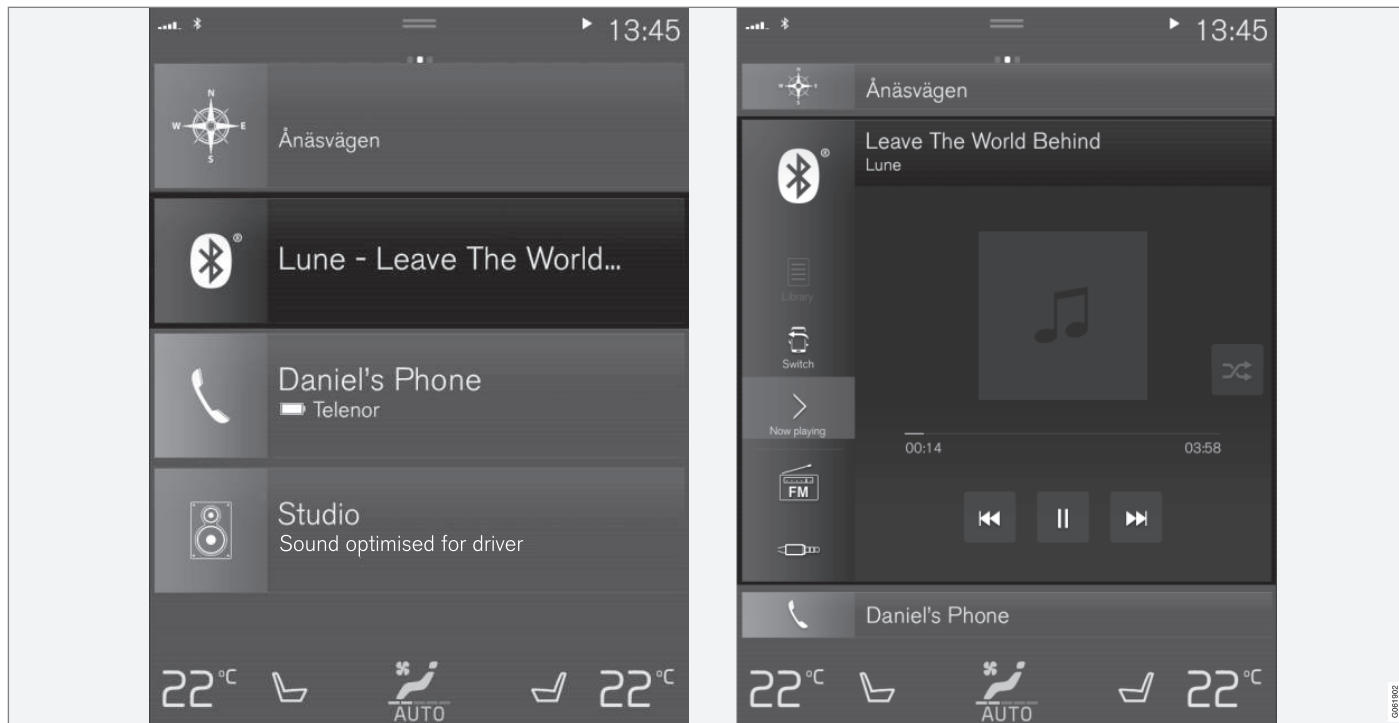 13:45
N
W
E
S
Ånäsvägen
®
Lune - Leave The World...
Daniel's Phone
Telenor
Studio
Sound optimised for driver
22°C
AUTO
22°C
13:45
N
W
E
S
Ånäsvägen
®
Leave The World Behind
Lune
Library
Switch
Now playing
00:14
03:58
FM
Daniel's Phone
22°C
AUTO
22°C
G061902